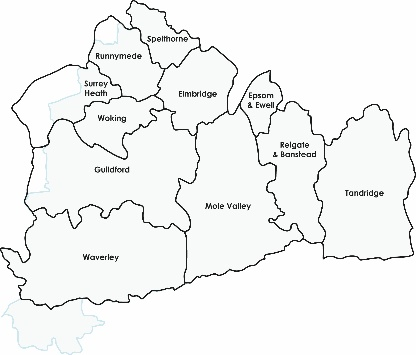 Spelthorne
Runnymede
Surrey
Heath
Elmbridge
Epsom
& Ewell
Woking
Reigate
& Banstead
Guildford
Tandridge
Mole Valley
Waverley